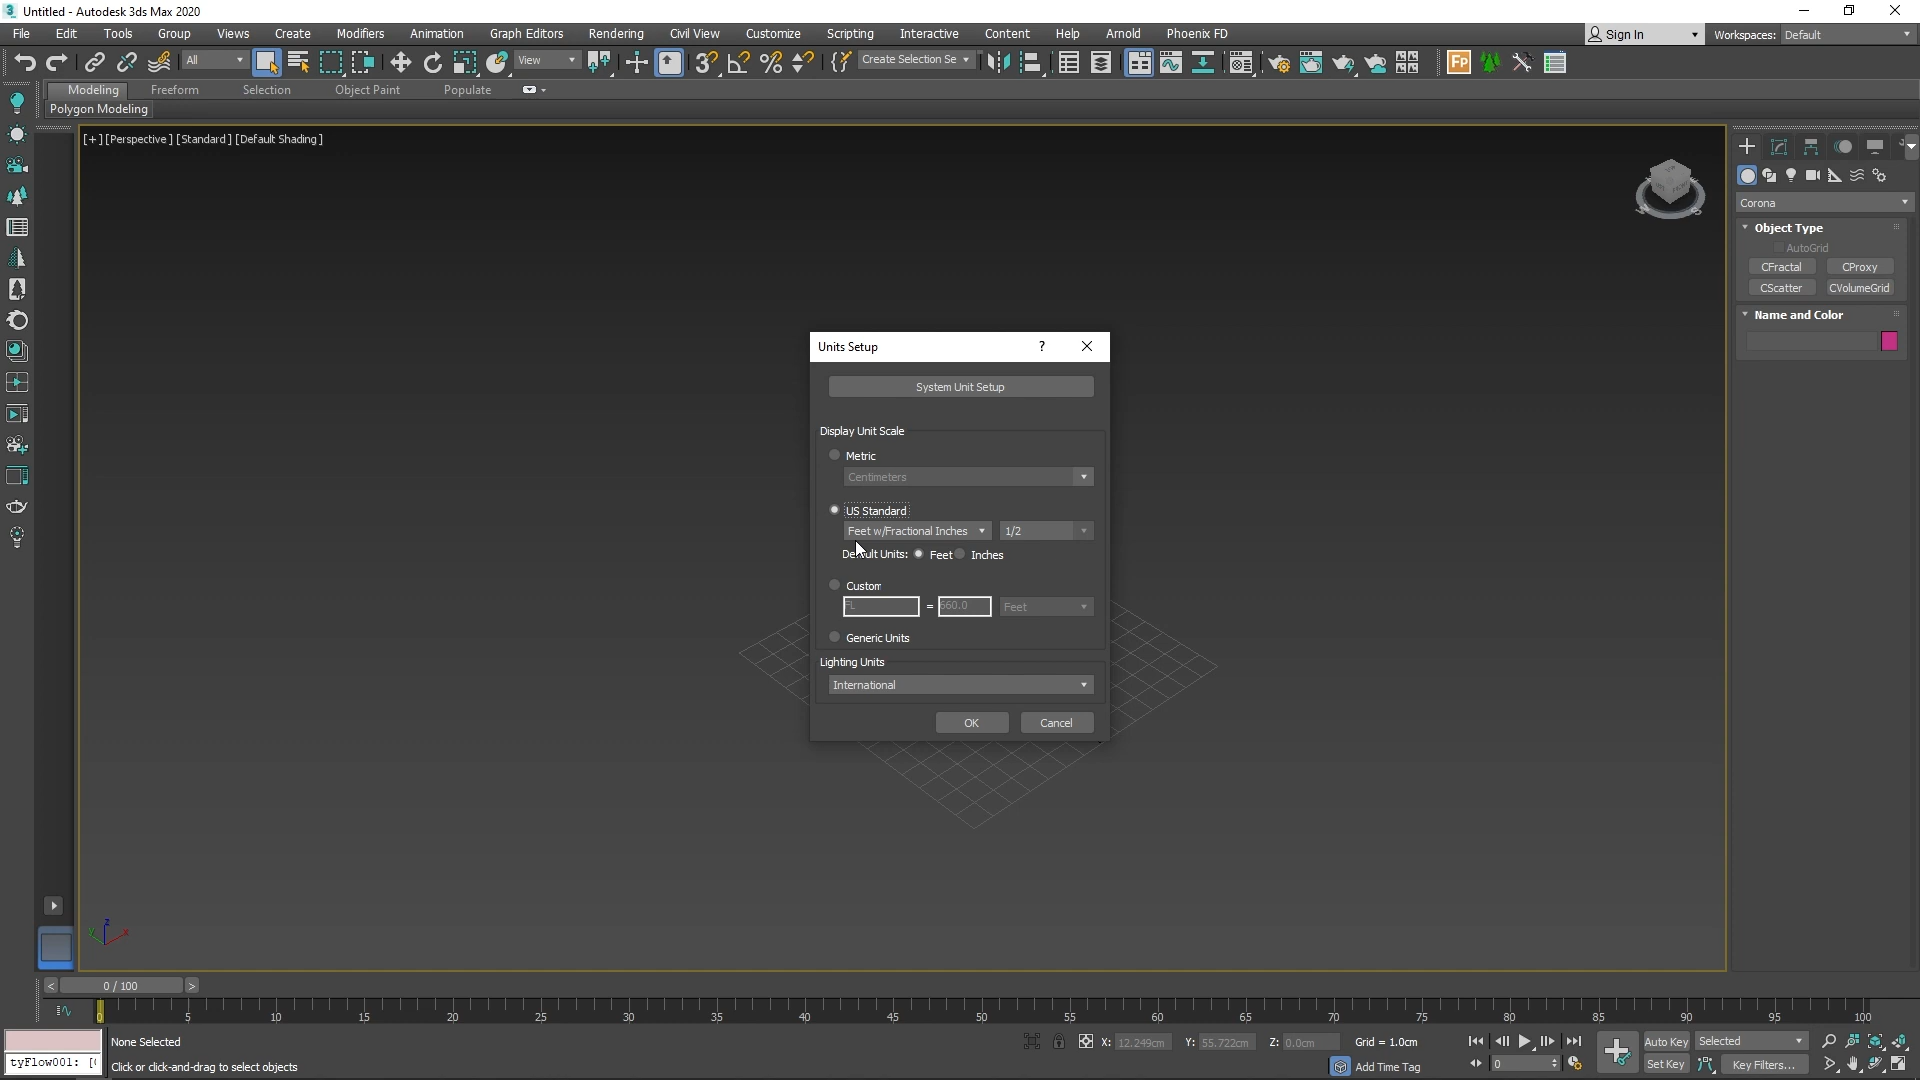 3 Untitled - Autodesk 3ds Max 2020
File Edit Tools Group Views Create Modifiers Animation Graph Editors Rendering Civil View Customize Scripting Interactive Content Help Arnold Phoenix FD Sign In Workspaces: Default
All View Create Selection Se Fp
Modeling Freeform Selection Object Paint Populate
Polygon Modeling
[+] [Perspective] [Standard] [Default Shading]
Corona
Object Type
AutoGrid
CFractal CProxy
CScatter CVolumeGrid
Name and Color
Units Setup ?
System Unit Setup
Display Unit Scale
Metric
Centimeters
US Standard
Feet w/Fractional Inches 1/2
Default Units: Feet Inches
Custom
FL = 660.0 Feet
Generic Units
Lighting Units
International
OK Cancel
z
y x
< 0 / 100 >
0 5 10 15 20 25 30 35 40 45 50 55 60 65 70 75 80 85 90 95 100
None Selected X: 12.249cm Y: 55.722cm Z: 0.0cm Grid = 1.0cm Auto Key Selected
tyFlow001: [ Click or click-and-drag to select objects Add Time Tag 0 Set Key Key Filters...